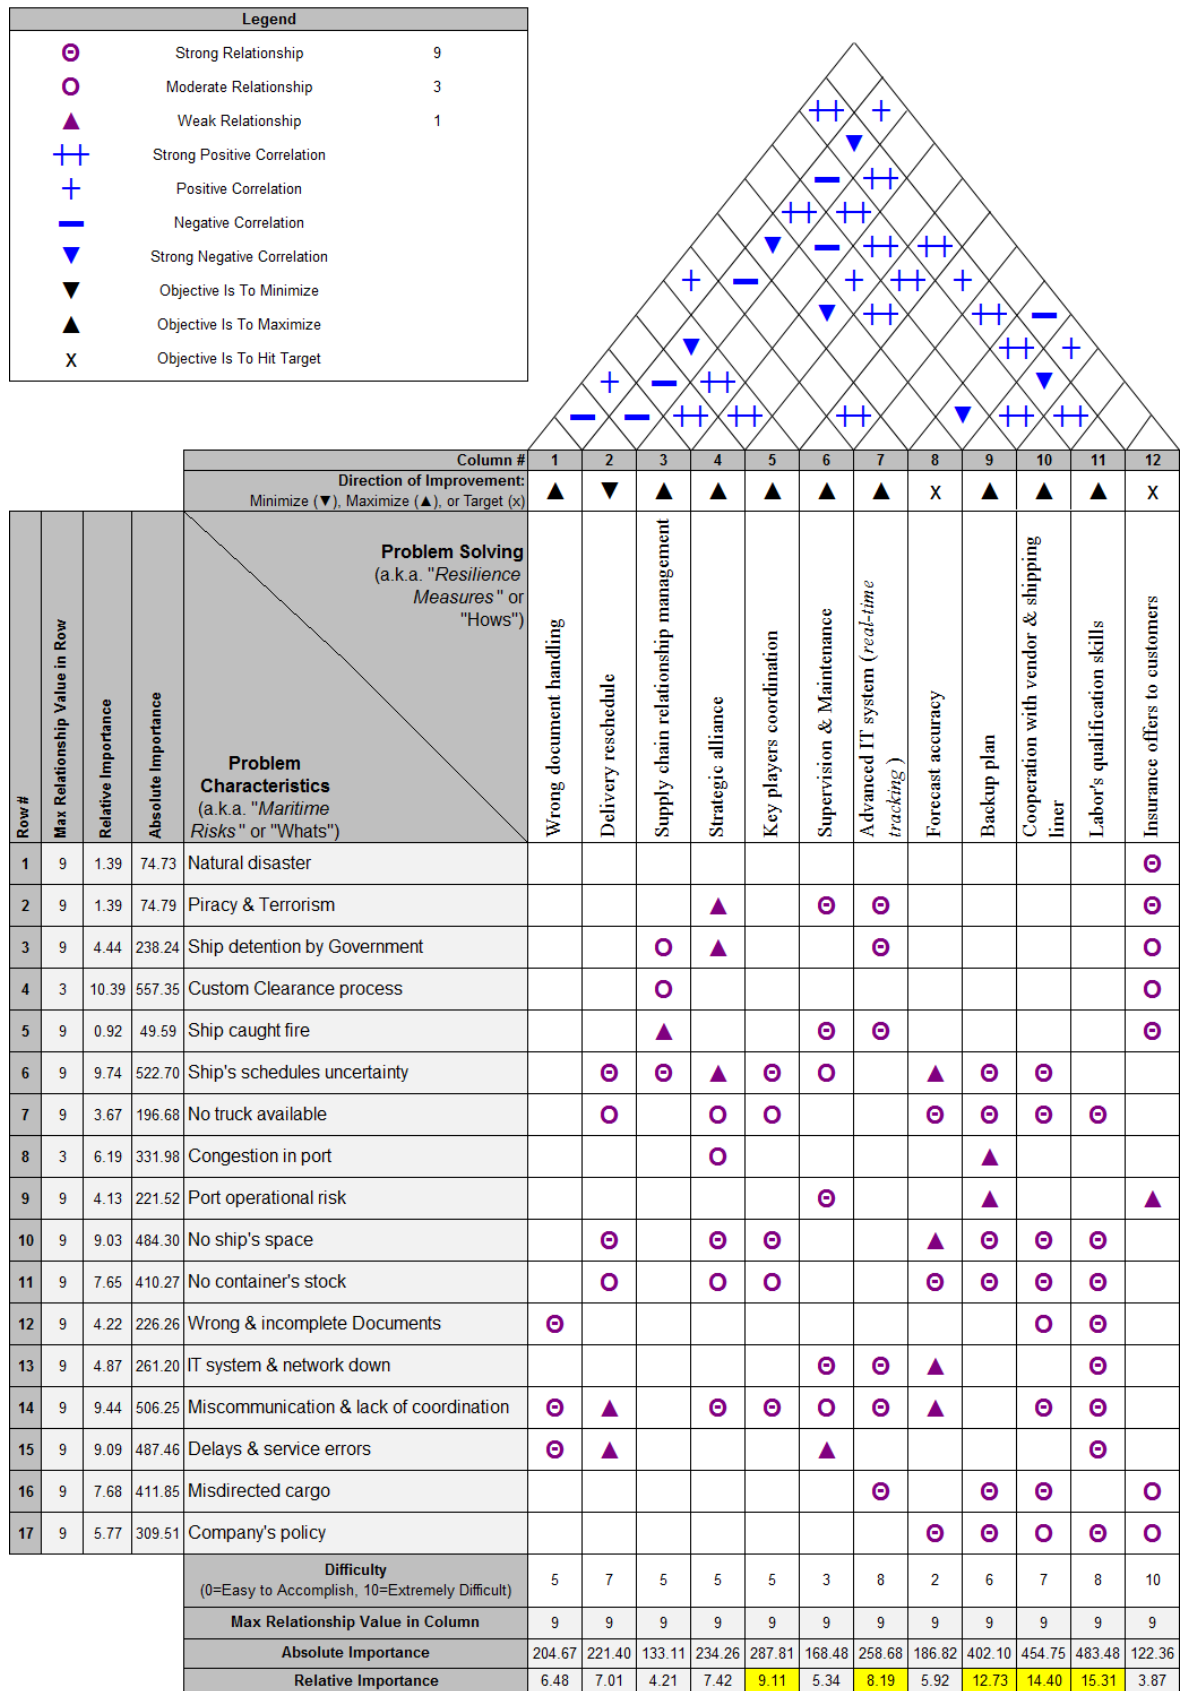 Legend
Strong Relationship 9
Moderate Relationship 3
Weak Relationship 1
Strong Positive Correlation
Positive Correlation
Negative Correlation
Strong Negative Correlation
Objective Is To Minimize
Objective Is To Maximize
X Objective Is To Hit Target
Column # 1 2 3 4 5 6 7 8 9 10 11 12
Direction of Improvement:
Minimize (▼), Maximize (▲), or Target (x)
▲ ▼ ▲ ▲ ▲ ▲ ▲ X ▲ ▲ ▲ X
Row #
Max Relationship Value in Row
Relative Importance
Absolute Importance
Problem Solving
(a.k.a. "Resilience
Measures" or
"Hows")
Problem
Characteristics
(a.k.a. "Maritime
Risks" or "Whats")
Wrong document handling
Delivery reschedule
Supply chain relationship management
Strategic alliance
Key players coordination
Supervision & Maintenance
Advanced IT system (real-time
tracking )
Forecast accuracy
Backup plan
Cooperation with vendor & shipping
liner
Labor's qualification skills
Insurance offers to customers
1 9 1.39 74.73 Natural disaster
2 9 1.39 74.79 Piracy & Terrorism
3 9 4.44 238.24 Ship detention by Government
4 3 10.39 557.35 Custom Clearance process
5 9 0.92 49.59 Ship caught fire
6 9 9.74 522.70 Ship's schedules uncertainty
7 9 3.67 196.68 No truck available
8 3 6.19 331.98 Congestion in port
9 9 4.13 221.52 Port operational risk
10 9 9.03 484.30 No ship's space
11 9 7.65 410.27 No container's stock
12 9 4.22 226.26 Wrong & incomplete Documents
13 9 4.87 261.20 IT system & network down
14 9 9.44 506.25 Miscommunication & lack of coordination
15 9 9.09 487.46 Delays & service errors
16 9 7.68 411.85 Misdirected cargo
17 9 5.77 309.51 Company's policy
Difficulty
(0=Easy to Accomplish, 10=Extremely Difficult)
5 7 5 5 5 3 8 2 6 7 8 10
Max Relationship Value in Column 9 9 9 9 9 9 9 9 9 9 9 9
Absolute Importance 204.67 221.40 133.11 234.26 287.81 168.48 258.68 186.82 402.10 454.75 483.48 122.36
Relative Importance 6.48 7.01 4.21 7.42 9.11 5.34 8.19 5.92 12.73 14.40 15.31 3.87